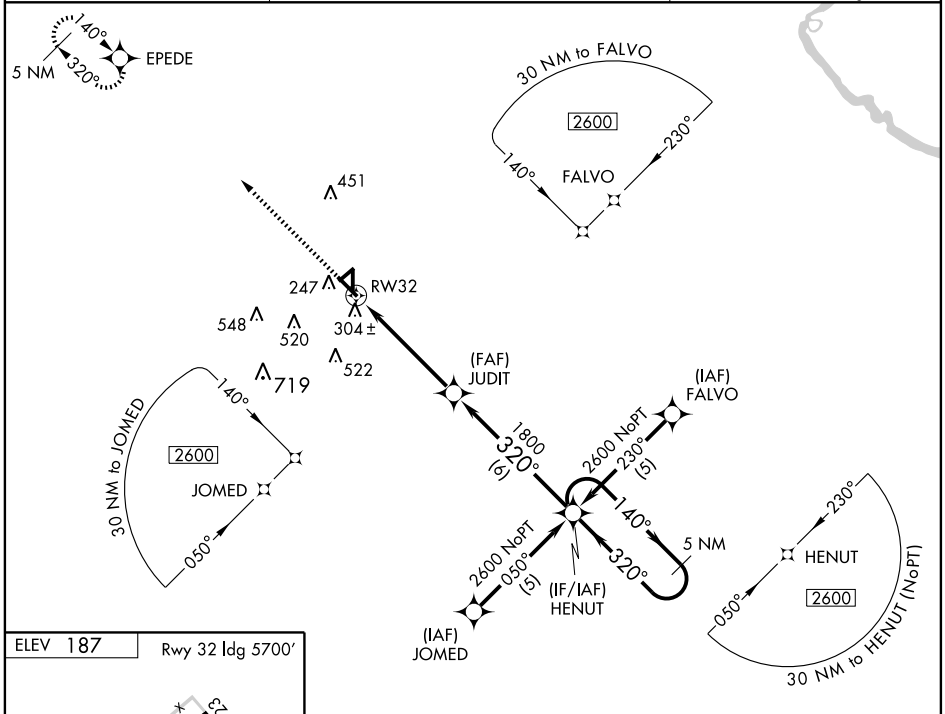 140°
EPEDE
5 NM
320°
30 NM to FALVO
2600
230°
140°
FALVO
451
247
RW32
548
520
304 ±
522
719
(FAF)
JUDIT
(IAF)
FALVO
30 NM to JOMED
140°
2600
JOMED
050°
1800
320°
(6)
2600 NoPT
230°
(5)
140°
5 NM
320°
2600 NoPT
050°
(5)
(IF/IAF)
HENUT
(IAF)
JOMED
230°
HENUT
2600
050°
30 NM to HENUT (NoPT)
ELEV 187
Rwy 32 ldg 5700'
X
23